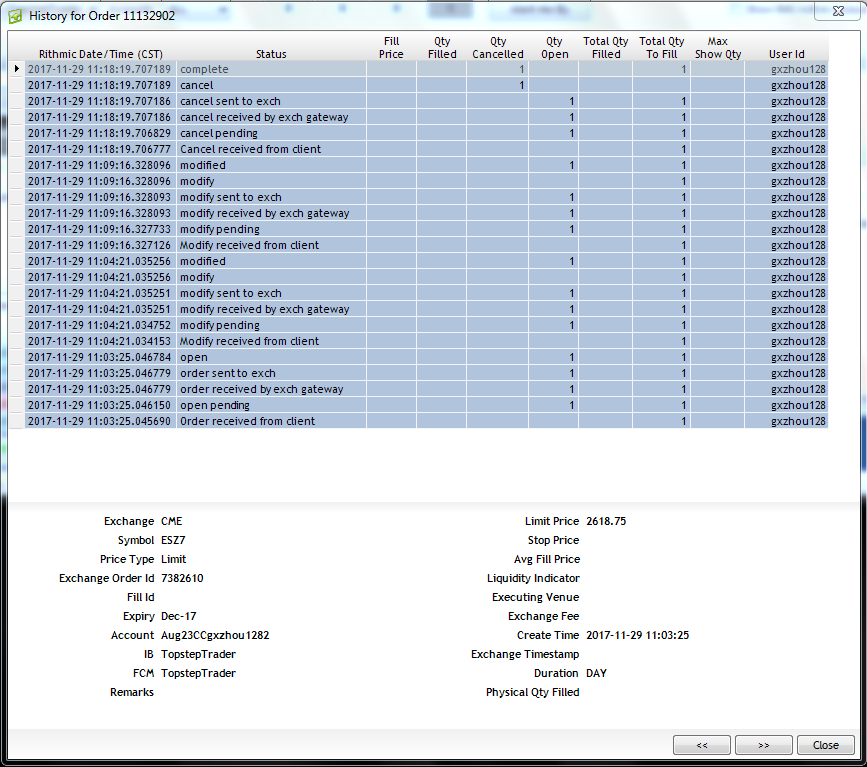 History for Order 11132902
Rithmic Date/Time (CST) Status Fill Price Qty Filled Qty Cancelled Qty Open Total Qty Filled Total Qty To Fill Max Show Qty User Id
2017-11-29 11:18:19.707189 complete 1 1 gxzhou128
2017-11-29 11:18:19.707189 cancel 1 gxzhou128
2017-11-29 11:18:19.707186 cancel sent to exch 1 1 gxzhou128
2017-11-29 11:18:19.707186 cancel received by exch gateway 1 1 gxzhou128
2017-11-29 11:18:19.706829 cancel pending 1 1 gxzhou128
2017-11-29 11:18:19.706777 Cancel received from client 1 gxzhou128
2017-11-29 11:09:16.328096 modified 1 1 gxzhou128
2017-11-29 11:09:16.328096 modify 1 gxzhou128
2017-11-29 11:09:16.328093 modify sent to exch 1 1 gxzhou128
2017-11-29 11:09:16.328093 modify received by exch gateway 1 1 gxzhou128
2017-11-29 11:09:16.327733 modify pending 1 1 gxzhou128
2017-11-29 11:09:16.327126 Modify received from client 1 gxzhou128
2017-11-29 11:04:21.035256 modified 1 1 gxzhou128
2017-11-29 11:04:21.035256 modify 1 gxzhou128
2017-11-29 11:04:21.035251 modify sent to exch 1 1 gxzhou128
2017-11-29 11:04:21.035251 modify received by exch gateway 1 1 gxzhou128
2017-11-29 11:04:21.034752 modify pending 1 1 gxzhou128
2017-11-29 11:04:21.034153 Modify received from client 1 gxzhou128
2017-11-29 11:03:25.046784 open 1 1 gxzhou128
2017-11-29 11:03:25.046779 order sent to exch 1 1 gxzhou128
2017-11-29 11:03:25.046779 order received by exch gateway 1 1 gxzhou128
2017-11-29 11:03:25.046150 open pending 1 1 gxzhou128
2017-11-29 11:03:25.045690 Order received from client 1 gxzhou128
Exchange CME Limit Price 2618.75
Symbol ESZ7 Stop Price
Price Type Limit Avg Fill Price
Exchange Order Id 7382610 Liquidity Indicator
Fill Id Executing Venue
Expiry Dec-17 Exchange Fee
Account Aug23CCgxzhou1282 Create Time 2017-11-29 11:03:25
IB TopstepTrader Exchange Timestamp
FCM TopstepTrader Duration DAY
Remarks Physical Qty Filled
<< >> Close